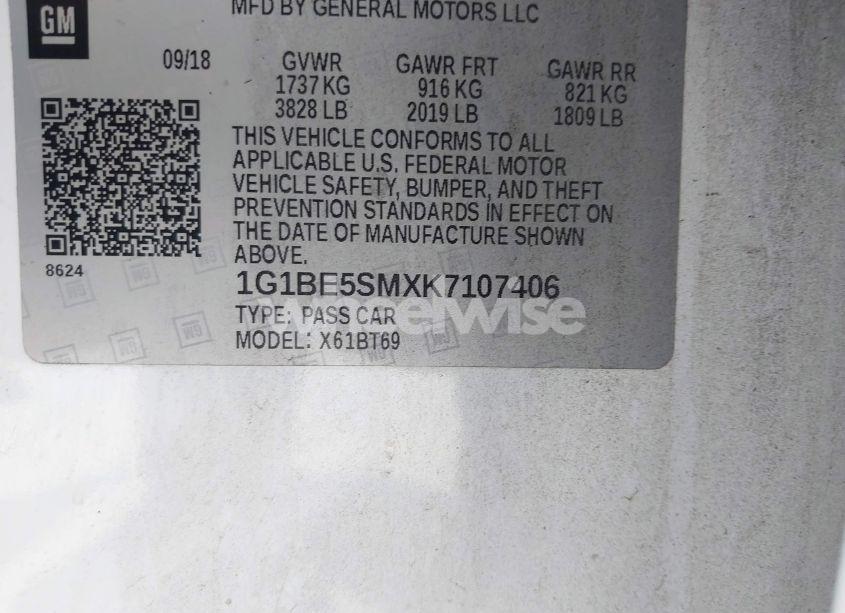 MFD BY GENERAL MOTORS LLC
GM
09/18 GVWR GAWR FRT GAWR RR
1737 KG 916 KG 821 KG
3828 LB 2019 LB 1809 LB
THIS VEHICLE CONFORMS TO ALL
APPLICABLE U.S. FEDERAL MOTOR
VEHICLE SAFETY, BUMPER, AND THEFT
PREVENTION STANDARDS IN EFFECT ON
THE DATE OF MANUFACTURE SHOWN
ABOVE.
8624
1G1BE5SMXK7107406
TYPE: PASS CAR
wheelwise
MODEL: X61BT69